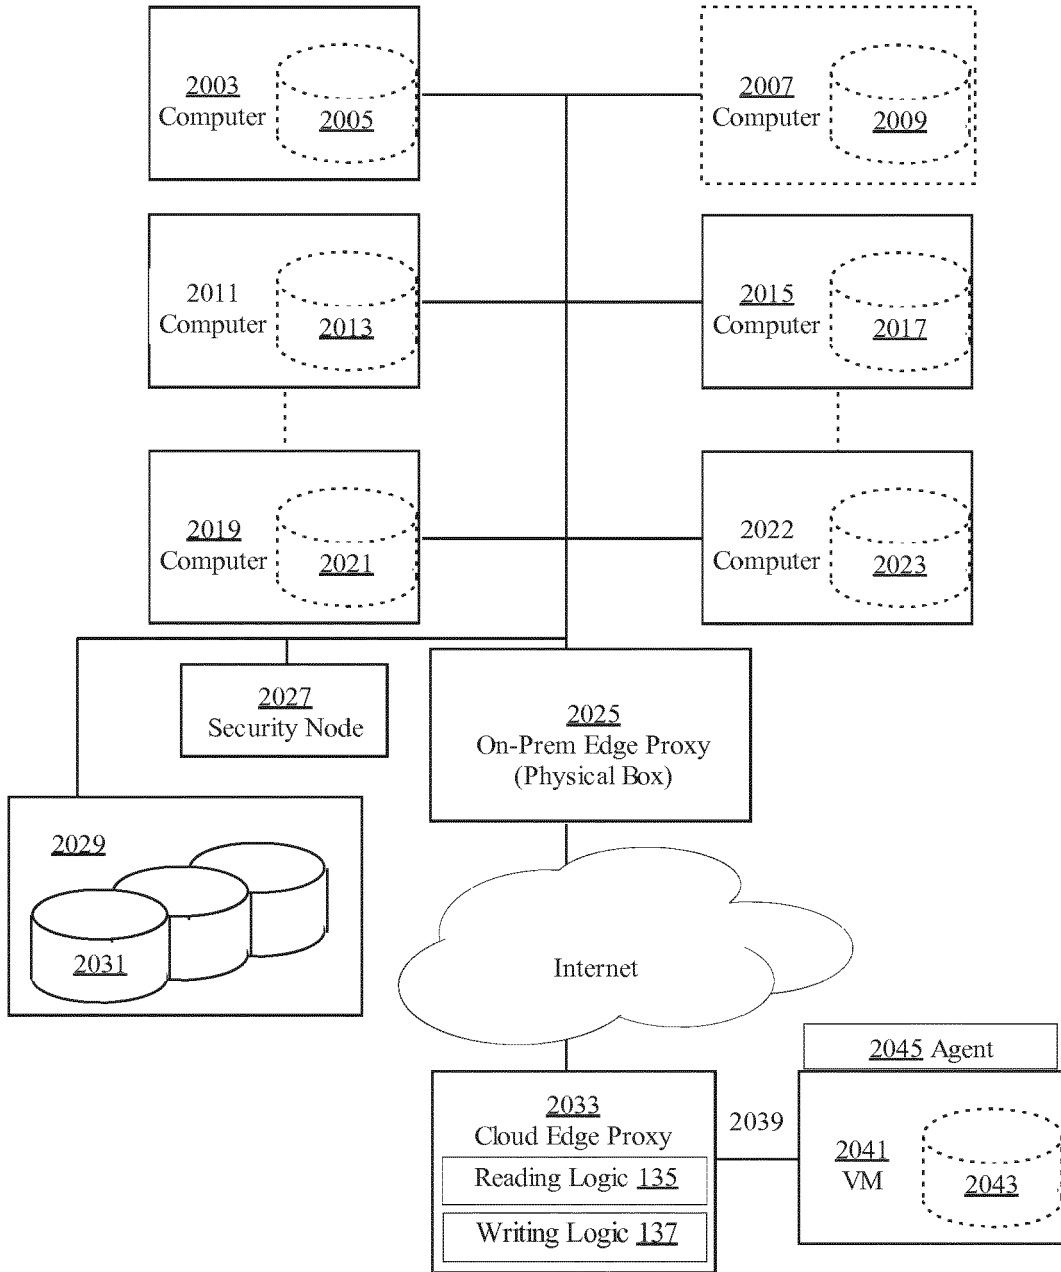 2003
Computer
2005
2007
Computer
2009
2011
Computer
2013
2015
Computer
2017
2019
Computer
2021
2022
Computer
2023
2027
Security Node
2025
On-Prem Edge Proxy
(Physical Box)
2029
2031
Internet
2045 Agent
2033
Cloud Edge Proxy
Reading Logic 135
Writing Logic 137
2039
2041
VM
2043